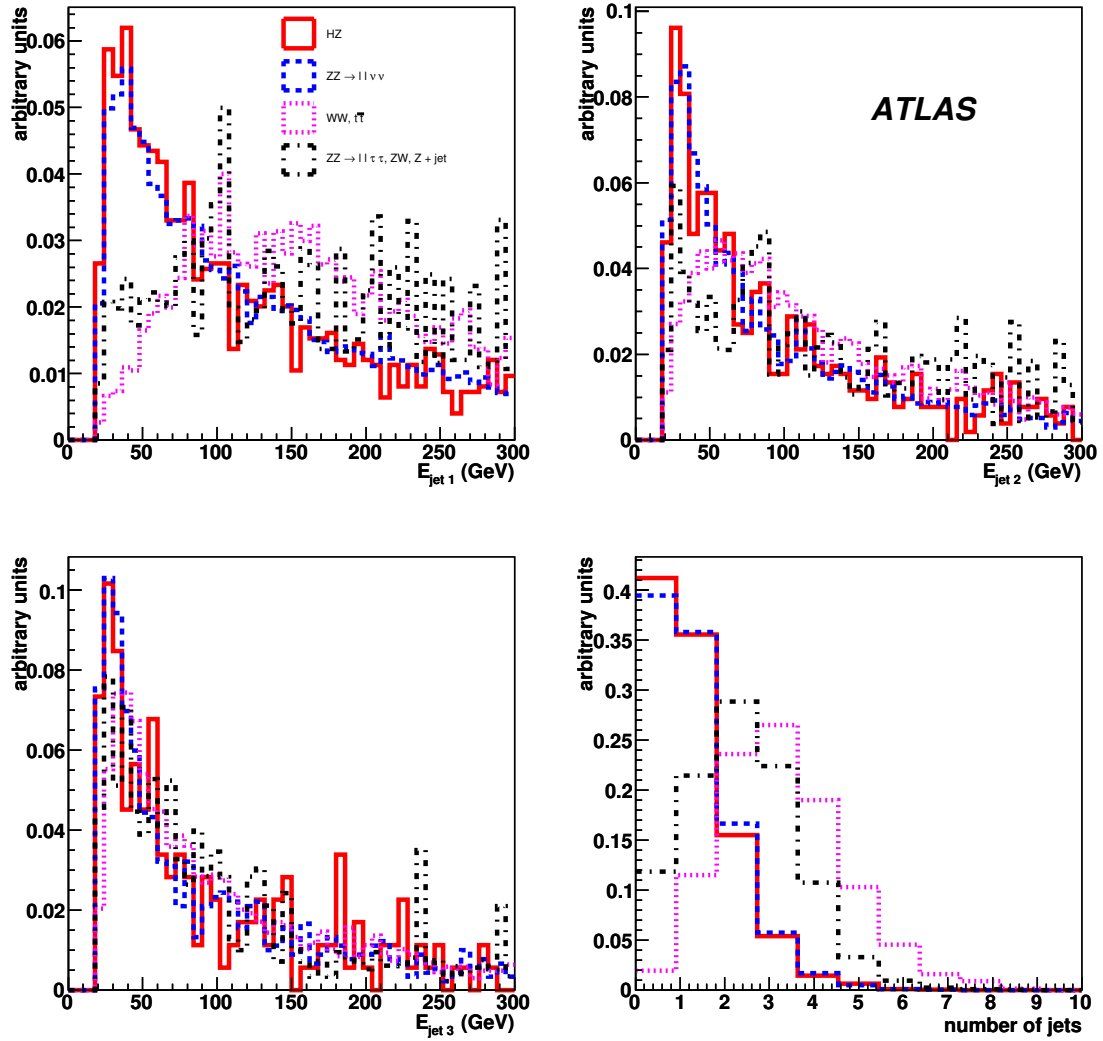 arbitrary units
0.06
0.05
0.04
0.03
0.02
0.01
0
HZ
ZZ → l l ν ν
WW, tt̅
ZZ → l l τ τ, ZW, Z + jet
0 50 100 150 200 250 300
E jet 1 (GeV)
arbitrary units
0.1
0.08
0.06
0.04
0.02
0
ATLAS
0 50 100 150 200 250 300
E jet 2 (GeV)
arbitrary units
0.1
0.08
0.06
0.04
0.02
0
0 50 100 150 200 250 300
E jet 3 (GeV)
arbitrary units
0.4
0.35
0.3
0.25
0.2
0.15
0.1
0.05
0
0 1 2 3 4 5 6 7 8 9 10
number of jets